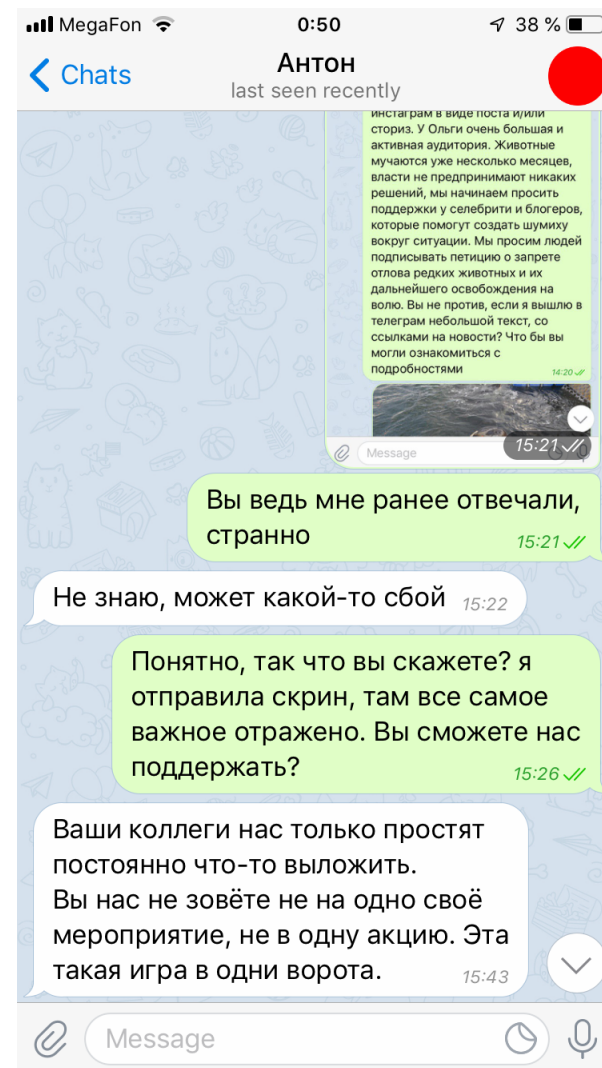 MegaFon
0:50
38 %
Chats
Антон
last seen recently
инстаграм в виде поста и/или
сториз. У Ольги очень большая и
активная аудитория. Животные
мучаются уже несколько месяцев,
власти не предпринимают никаких
решений, мы начинаем просить
поддержки у селебрити и блогеров,
которые помогут создать шумиху
вокруг ситуации. Мы просим людей
подписывать петицию о запрете
отлова редких животных и их
дальнейшего освобождения на
волю. Вы не против, если я вышлю в
телеграм небольшой текст, со
ссылками на новости? Что бы вы
могли ознакомиться с
подробностями
14:20
Message
15:21
Вы ведь мне ранее отвечали,
странно
15:21
Не знаю, может какой-то сбой
15:22
Понятно, так что вы скажете? я
отправила скрин, там все самое
важное отражено. Вы сможете нас
поддержать?
15:26
Ваши коллеги нас только простят
постоянно что-то выложить.
Вы нас не зовёте не на одно своё
мероприятие, не в одну акцию. Эта
такая игра в одни ворота.
15:43
Message